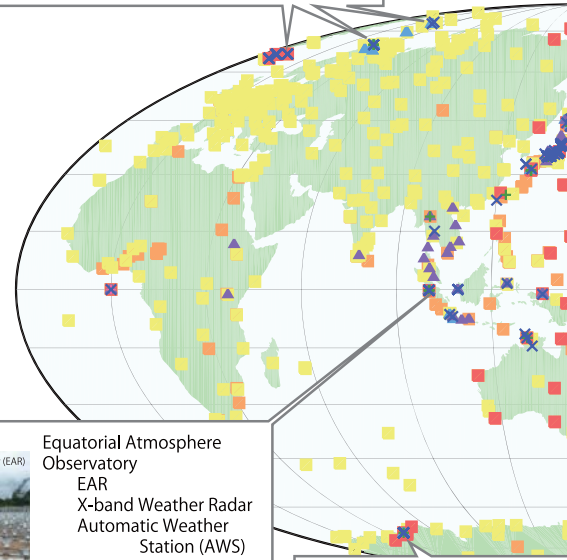 Equatorial Atmosphere
(EAR)
Observatory
EAR
X-band Weather Radar
Automatic Weather
Station (AWS)